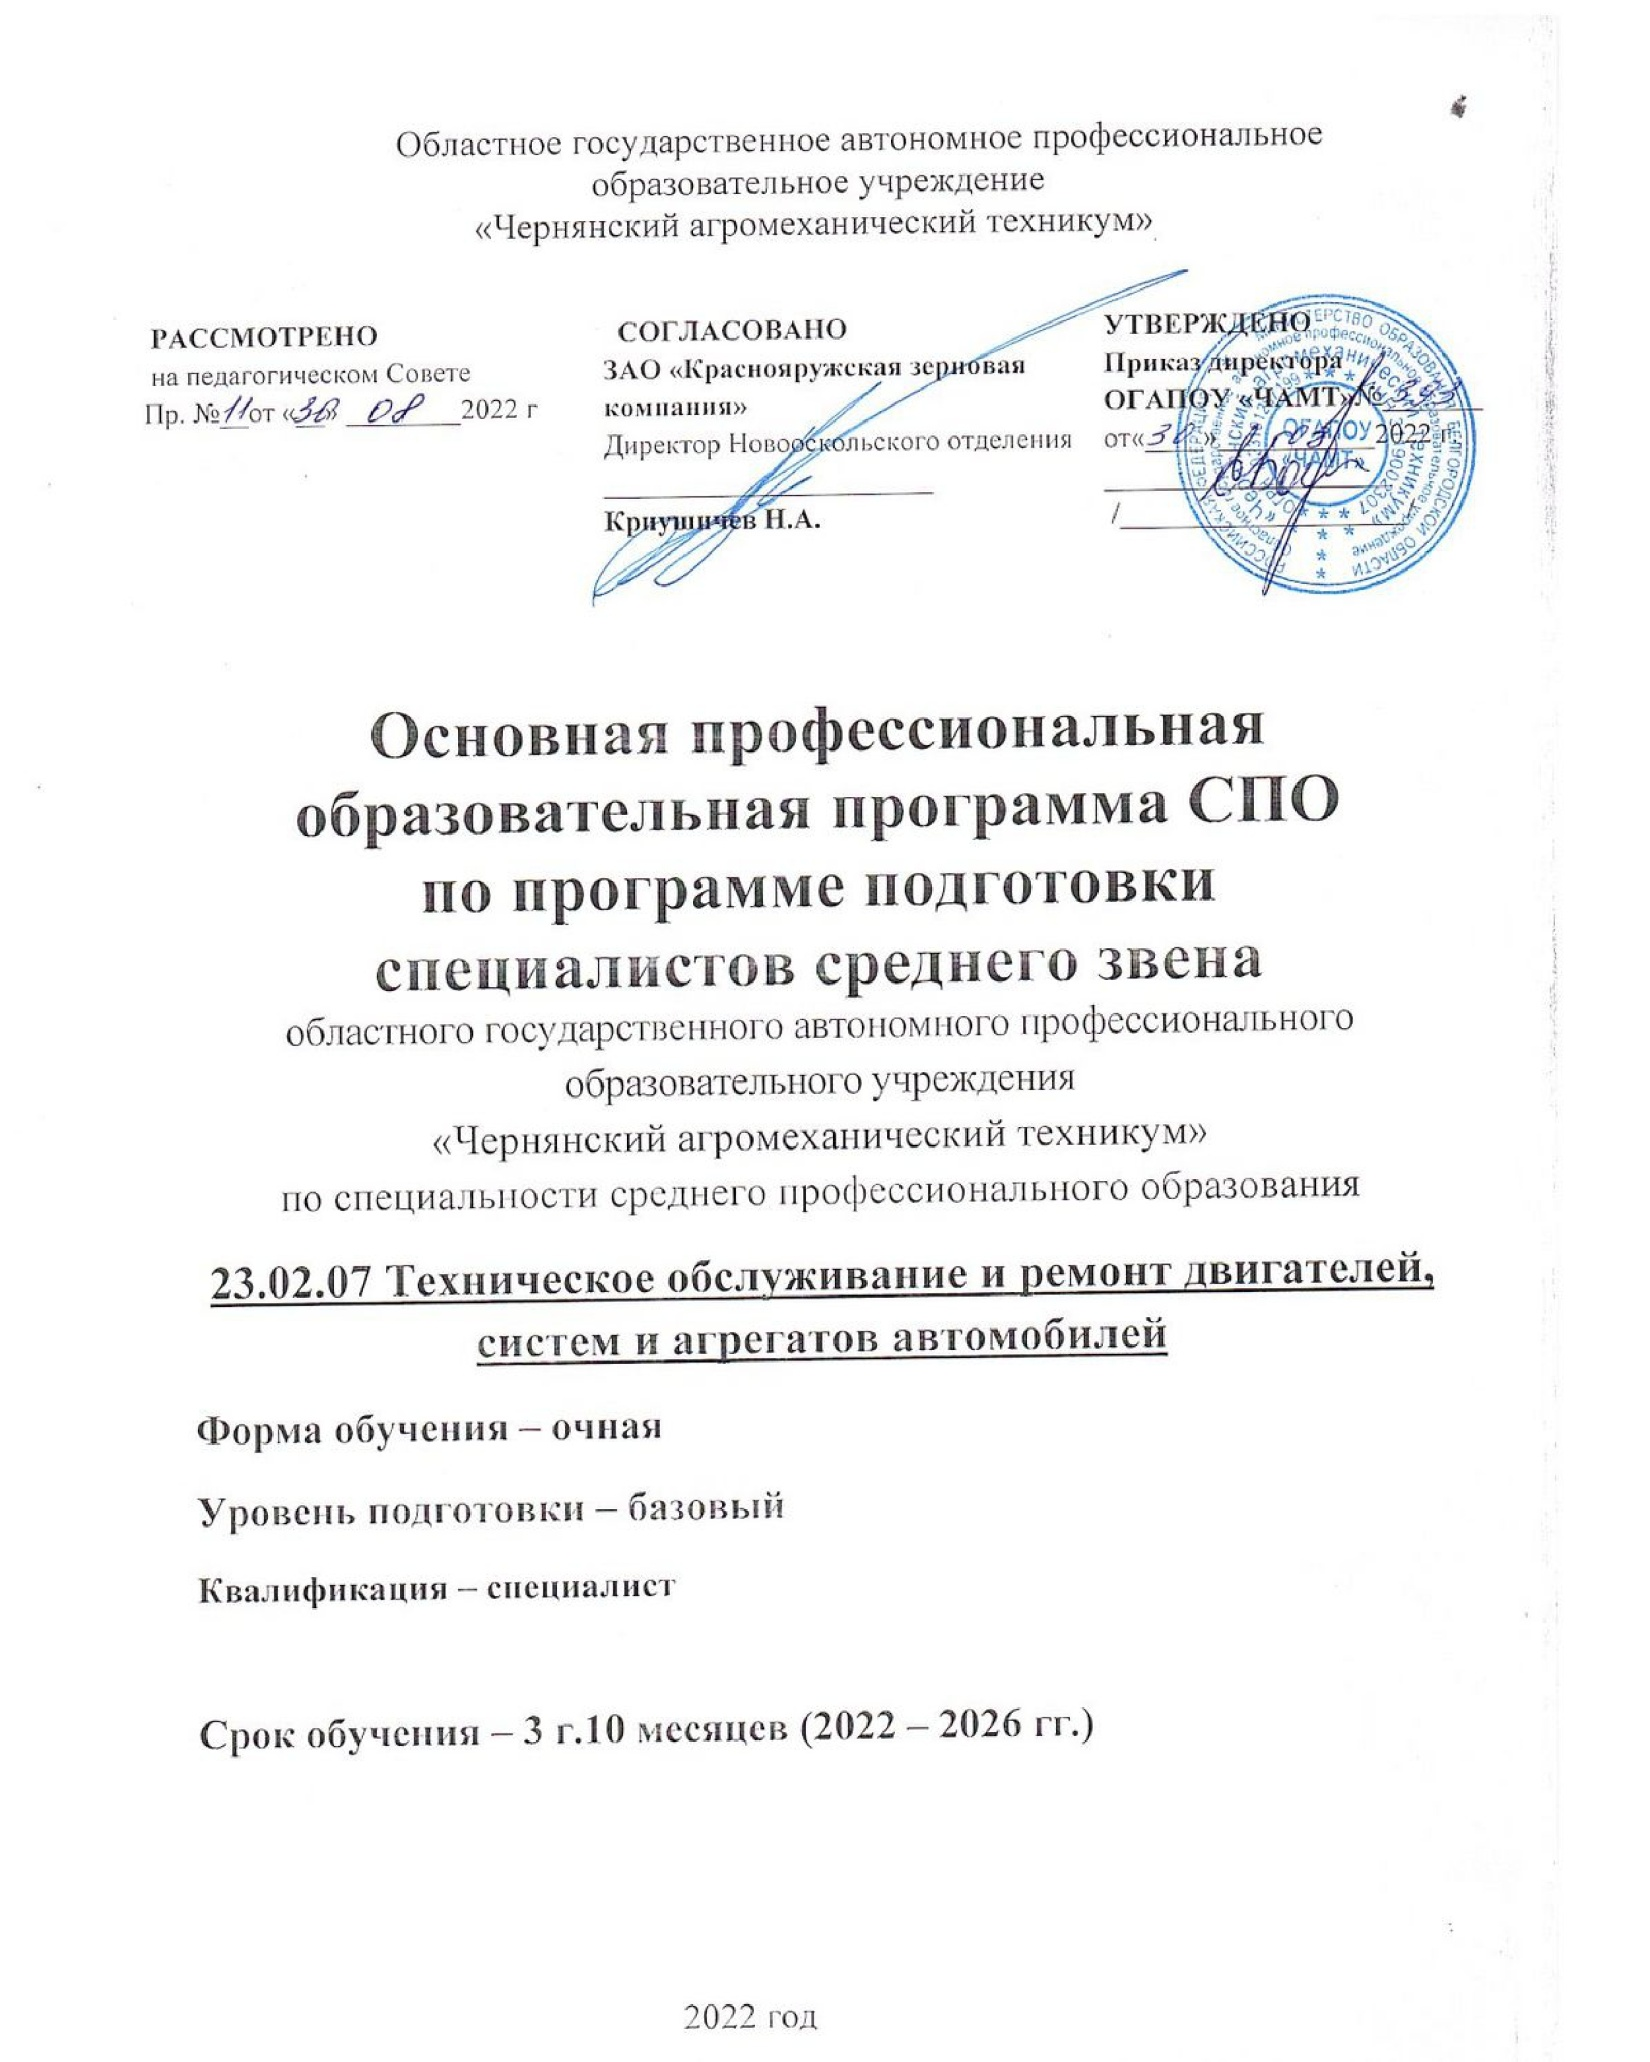 Областное государственное автономное профессиональное
образовательное учреждение
«Чернянский агромеханический техникум»
РАССМОТРЕНО
на педагогическом Совете
Пр. №11от «30» 08 2022 г
СОГЛАСОВАНО
ЗАО «Краснояружская зерновая
компания»
Директор Новооскольского отделения
Криушичев Н.А.
УТВЕРЖДЕНО
Приказ директора
ОГАПОУ «ЧАМТ»№
от«30» 2022 г.
/
ОГАПОУ
«ЧАМТ»
Основная профессиональная
образовательная программа СПО
по программе подготовки
специалистов среднего звена
областного государственного автономного профессионального
образовательного учреждения
«Чернянский агромеханический техникум»
по специальности среднего профессионального образования
23.02.07 Техническое обслуживание и ремонт двигателей,
систем и агрегатов автомобилей
Форма обучения – очная
Уровень подготовки – базовый
Квалификация – специалист
Срок обучения – 3 г.10 месяцев (2022 – 2026 гг.)
2022 год